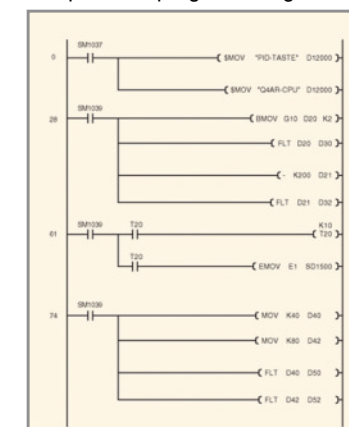 SM1037
0 $MOV "PID-TASTE" D12000
$MOV "Q4AR-CPU" D12000
SM1039
28 BMOV G10 D20 K2
FLT D20 D30
- K200 D21
FLT D21 D32
SM1039 T20 K10
61 T20
T20
EMOV E1 SD1500
SM1039
74 MOV K40 D40
MOV K80 D42
FLT D40 D50
FLT D42 D52